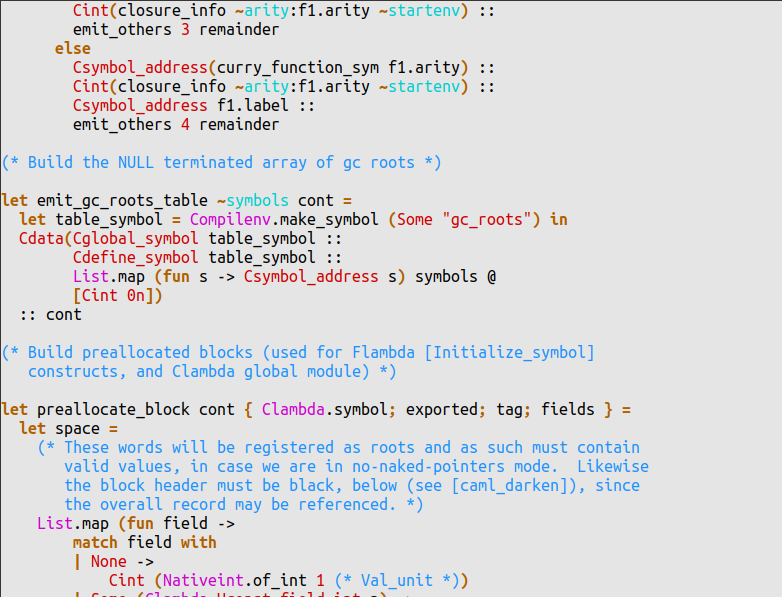 Cint(closure_info ~arity:f1.arity ~startenv) ::
emit_others 3 remainder
else
Csymbol_address(curry_function_sym f1.arity) ::
Cint(closure_info ~arity:f1.arity ~startenv) ::
Csymbol_address f1.label ::
emit_others 4 remainder
(* Build the NULL terminated array of gc roots *)
let emit_gc_roots_table ~symbols cont =
let table_symbol = Compilenv.make_symbol (Some "gc_roots") in
Cdata(Cglobal_symbol table_symbol ::
Cdefine_symbol table_symbol ::
List.map (fun s -> Csymbol_address s) symbols @
[Cint 0n])
:: cont
(* Build preallocated blocks (used for Flambda [Initialize_symbol]
constructs, and Clambda global module) *)
let preallocate_block cont { Clambda.symbol; exported; tag; fields } =
let space =
(* These words will be registered as roots and as such must contain
valid values, in case we are in no-naked-pointers mode.  Likewise
the block header must be black, below (see [caml_darken]), since
the overall record may be referenced. *)
List.map (fun field ->
match field with
| None ->
Cint (Nativeint.of_int 1 (* Val_unit *))